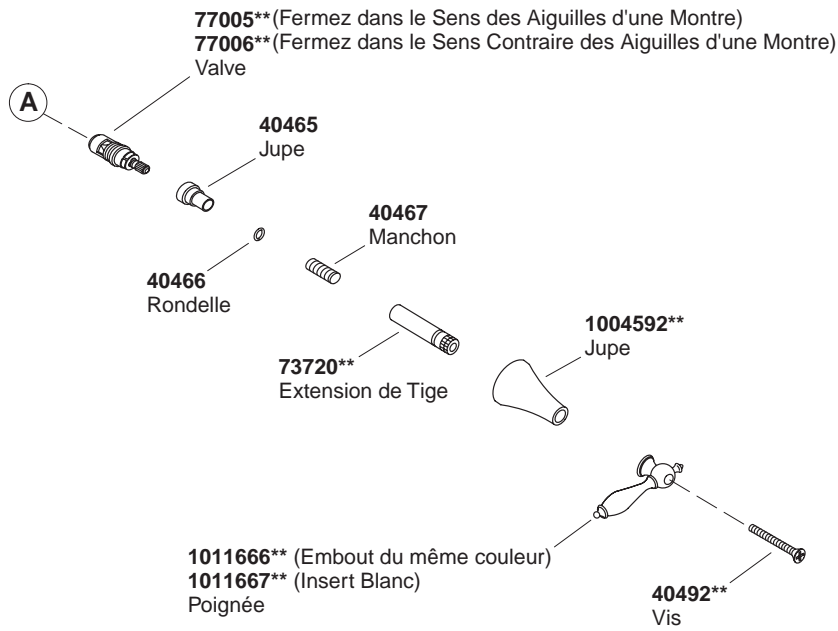 77005**(Fermez dans le Sens des Aiguilles d'une Montre)
77006**(Fermez dans le Sens Contraire des Aiguilles d'une Montre)
Valve
A
40465
Jupe
40467
Manchon
40466
Rondelle
1004592**
Jupe
73720**
Extension de Tige
1011666** (Embout du même couleur)
1011667** (Insert Blanc)
Poignée
40492**
Vis